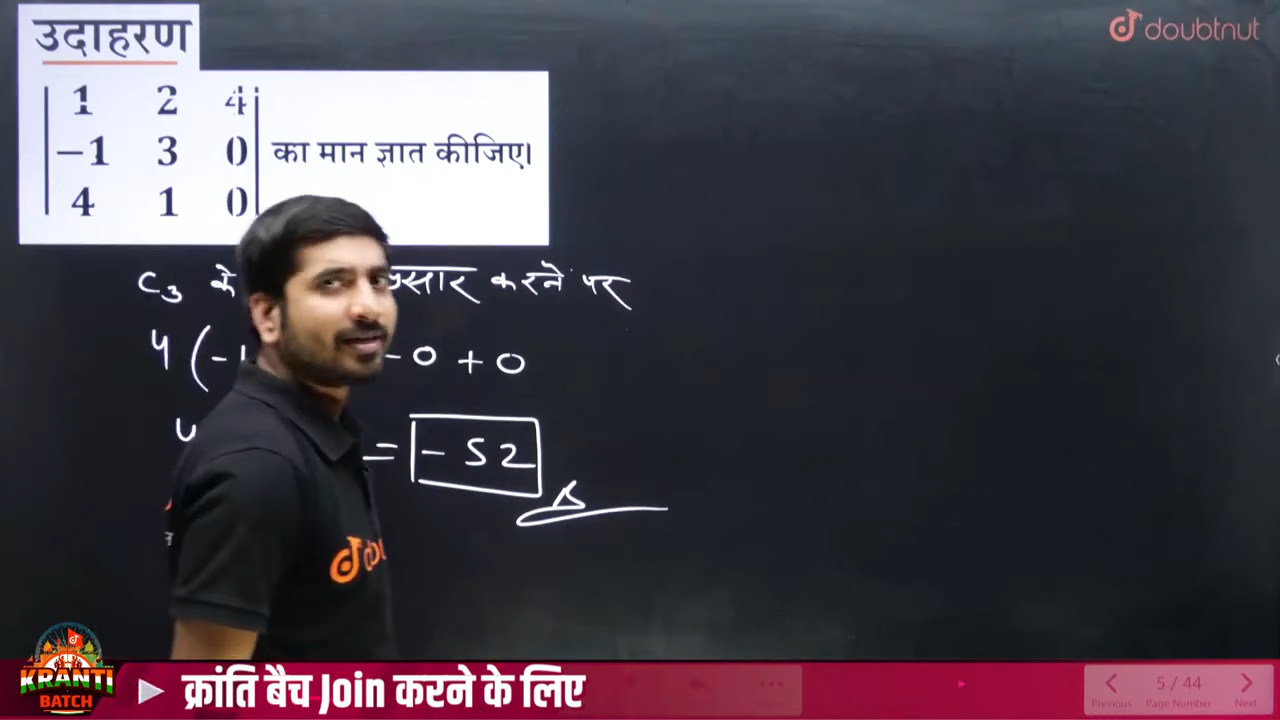 उदाहरण
doubtnut
1 2 4
-1 3 0 का मान ज्ञात कीजिए।
4 1 0
C₃ के करने पर
4 (-1 - 0 + 0
= - 52
KRANTI
BATCH
क्रांति बैच Join करने के लिए
5 / 44
Previous Page Number Next